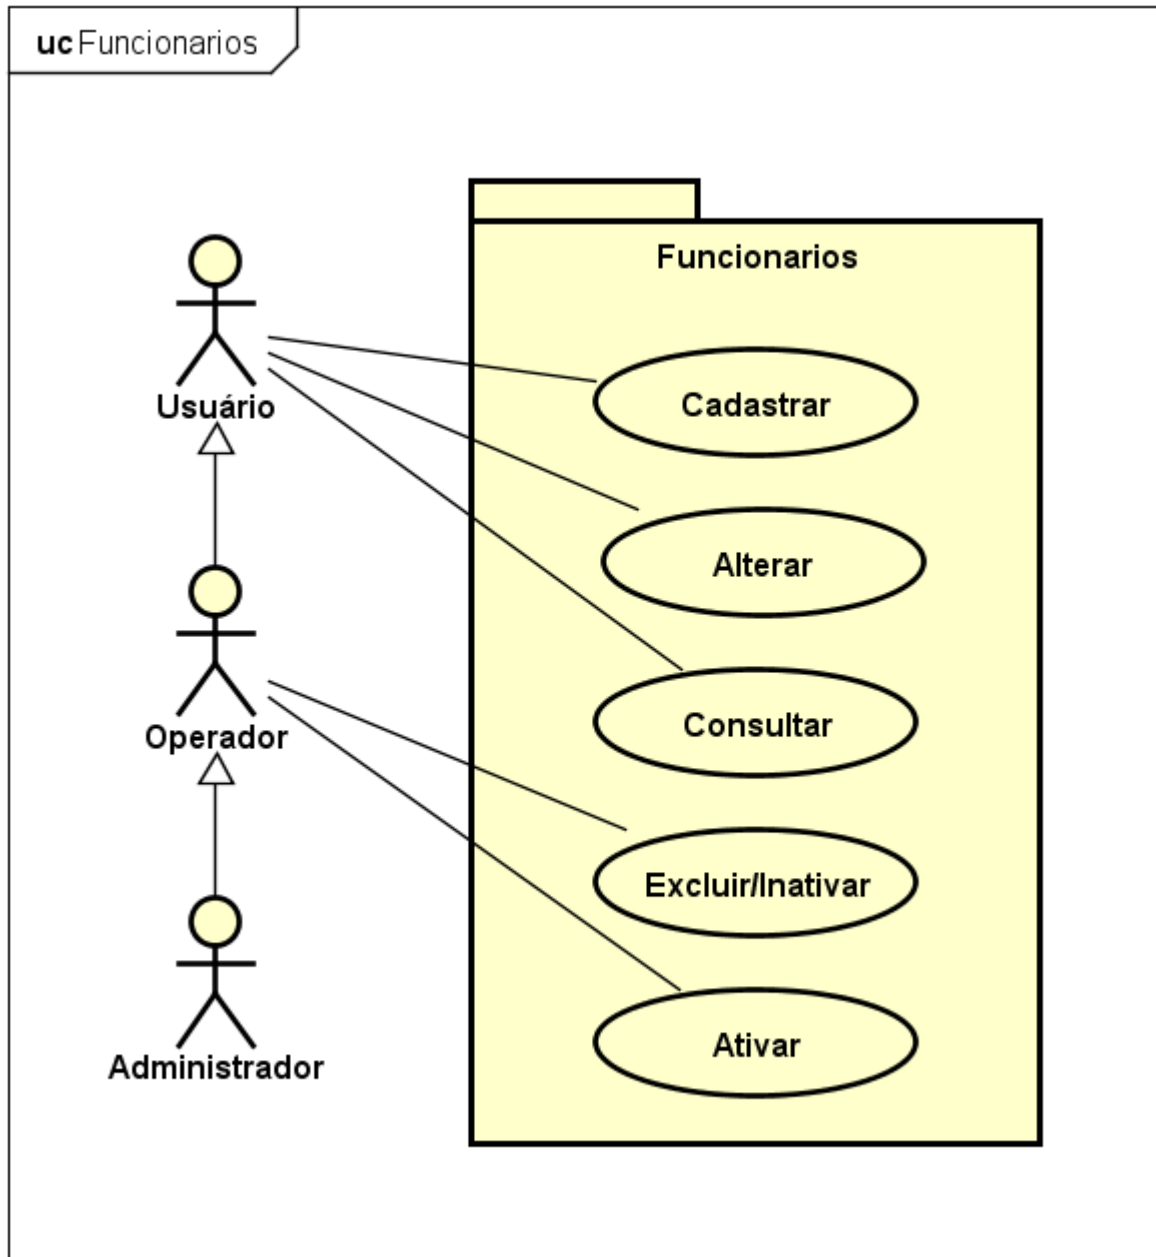 uc Funcionarios
Funcionarios
Usuário
Cadastrar
Alterar
Consultar
Operador
Excluir/Inativar
Ativar
Administrador